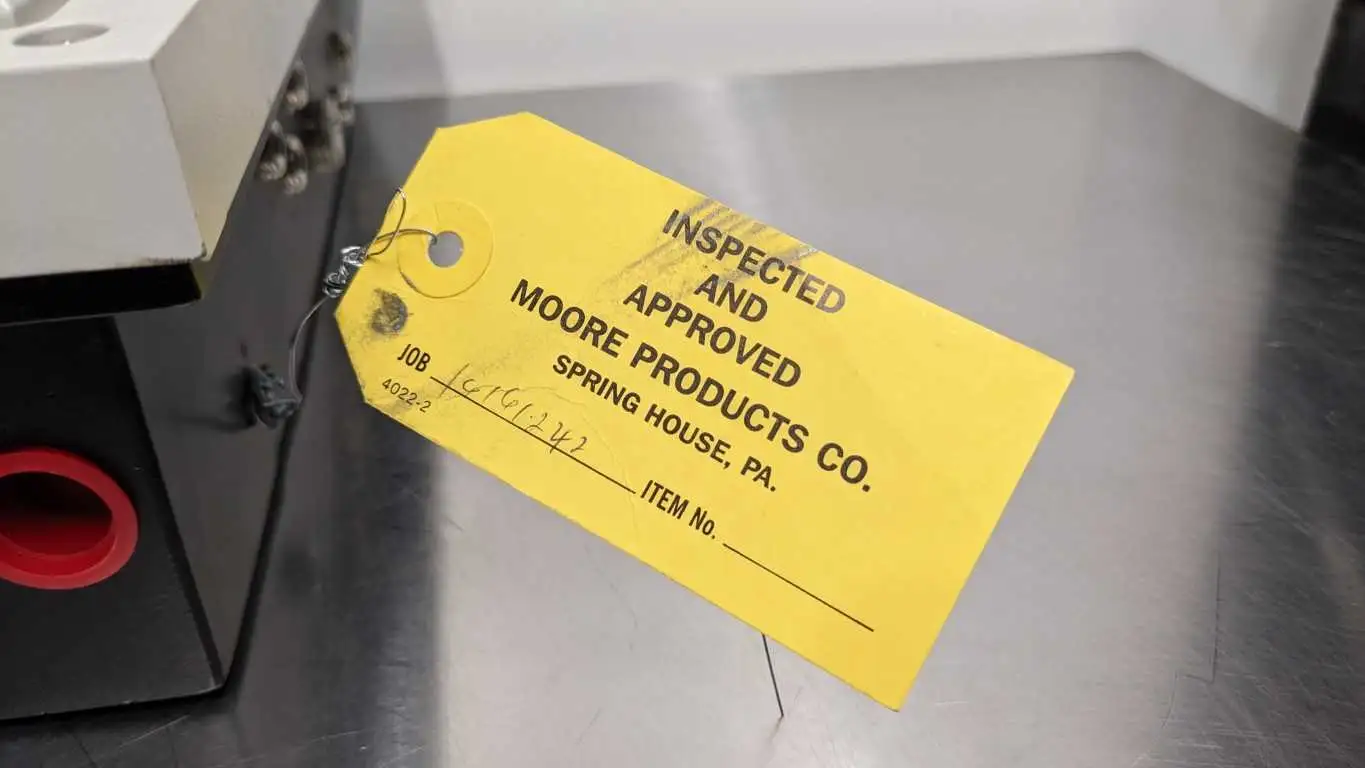 INSPECTED
AND
APPROVED
MOORE PRODUCTS CO.
SPRING HOUSE, PA.
JOB
4022-2
ITEM No.